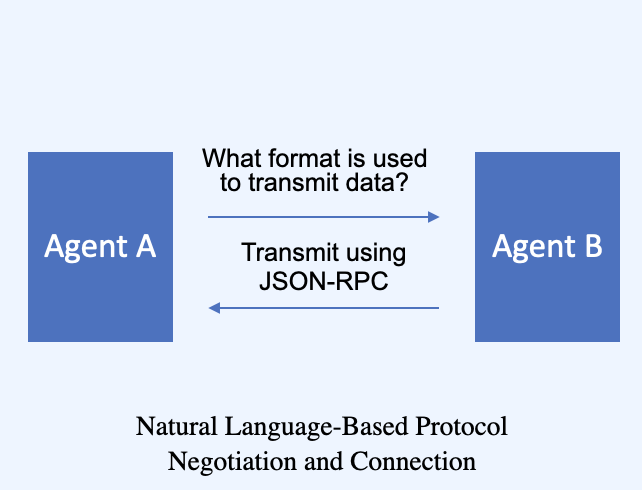 What format is used
to transmit data?
Agent A
Agent B
Transmit using
JSON-RPC
Natural Language-Based Protocol
Negotiation and Connection